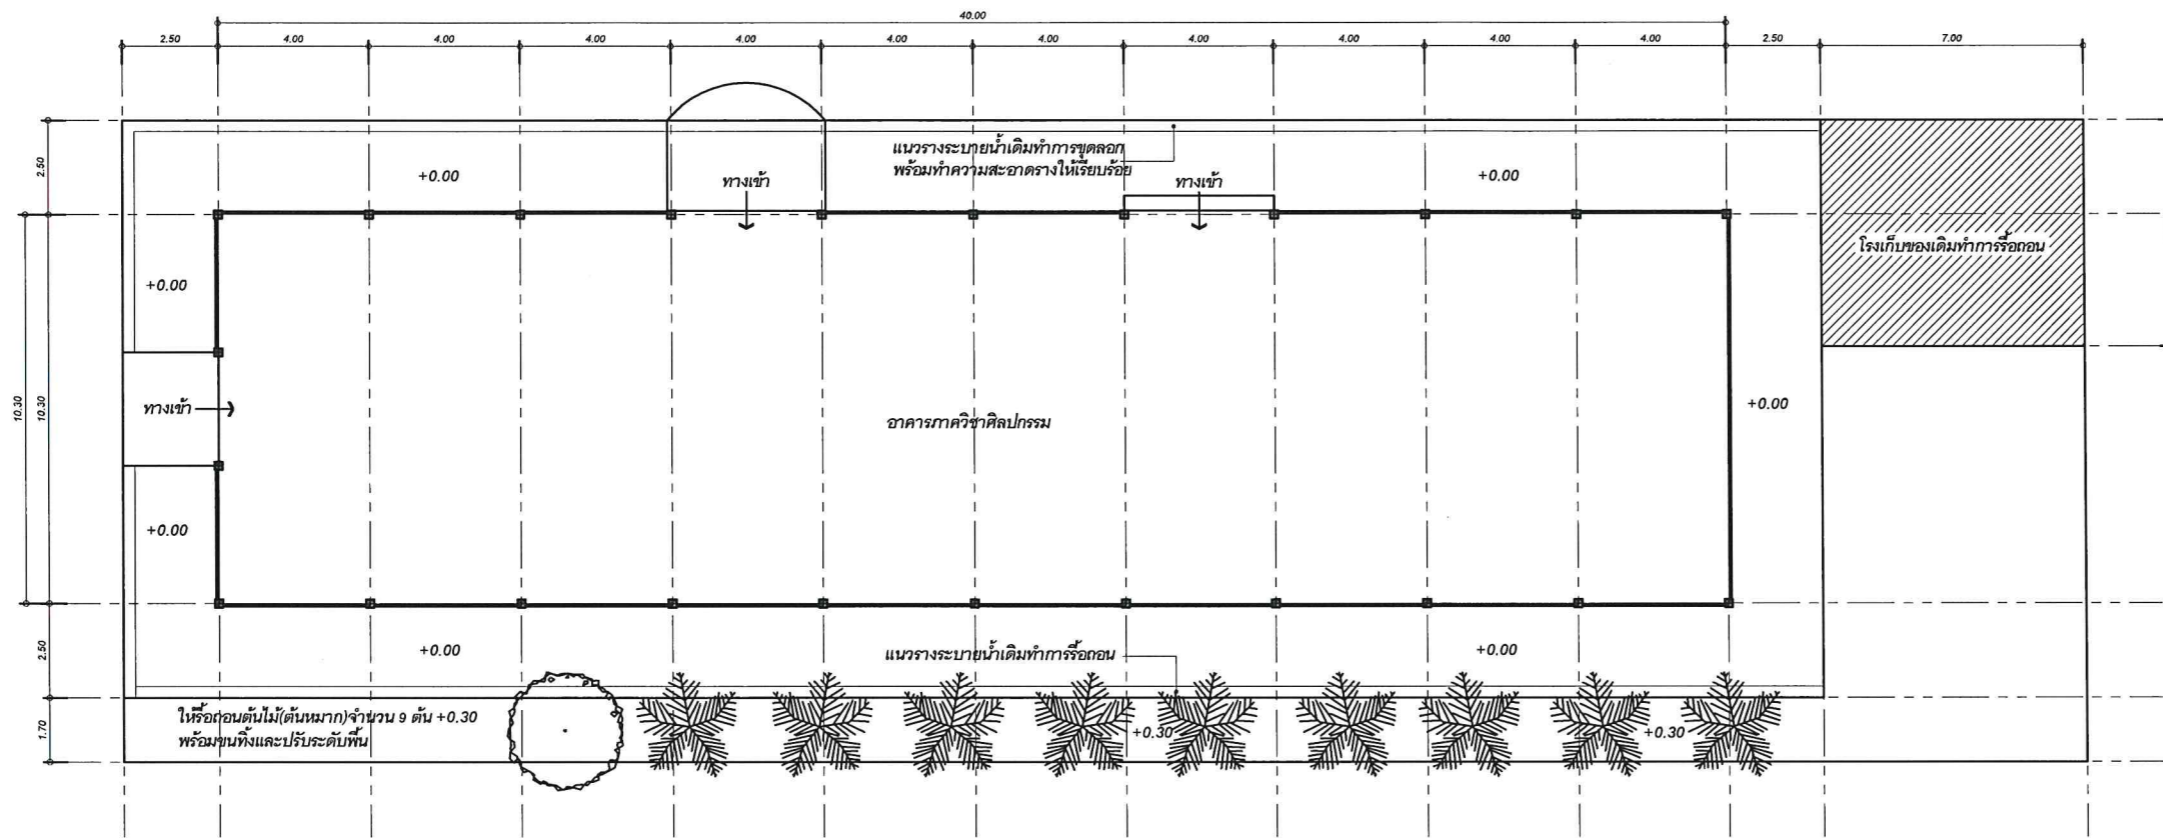 40.00
2.50 4.00 4.00 4.00 4.00 4.00 4.00 4.00 4.00 4.00 4.00 2.50 7.00
2.50
แนวรางระบายน้ำเดิมทำการขุดลอก
พร้อมทำความสะอาดรางให้เรียบร้อย
+0.00
ทางเข้า
ทางเข้า
+0.00
โรงเก็บของเดิมทำการรื้อถอน
+0.00
10.30
10.30
ทางเข้า
อาคารภาควิชาศิลปกรรม
+0.00
+0.00
2.50
+0.00
แนวรางระบายน้ำเดิมทำการรื้อถอน
+0.00
1.70
ให้รื้อถอนต้นไม้(ต้นหมาก)จำนวน 9 ต้น +0.30
พร้อมขนทิ้งและปรับระดับพื้น
+0.30
+0.30